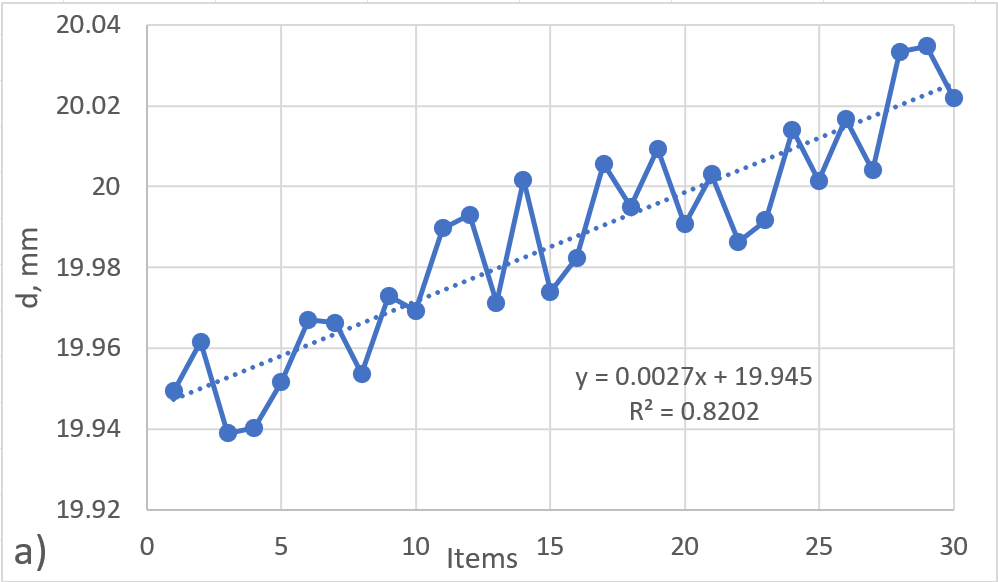 20.04
20.02
20
19.98
19.96
19.94
19.92
d, mm
y = 0.0027x + 19.945
R² = 0.8202
0 5 10 15 20 25 30
Items
a)